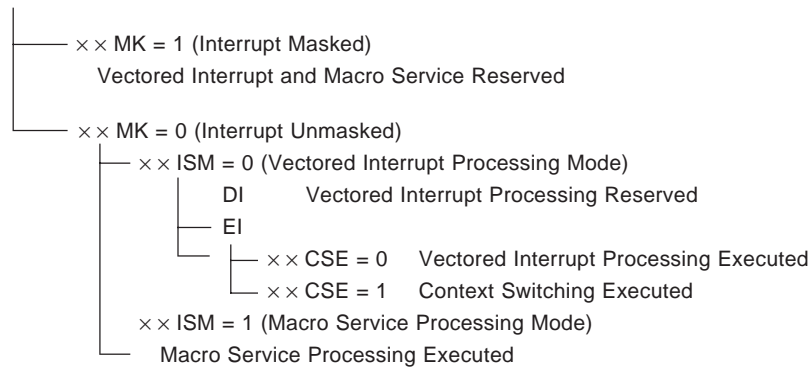 ×× MK = 1 (Interrupt Masked)
Vectored Interrupt and Macro Service Reserved
×× MK = 0 (Interrupt Unmasked)
×× ISM = 0 (Vectored Interrupt Processing Mode)
DI Vectored Interrupt Processing Reserved
EI
×× CSE = 0 Vectored Interrupt Processing Executed
×× CSE = 1 Context Switching Executed
×× ISM = 1 (Macro Service Processing Mode)
Macro Service Processing Executed